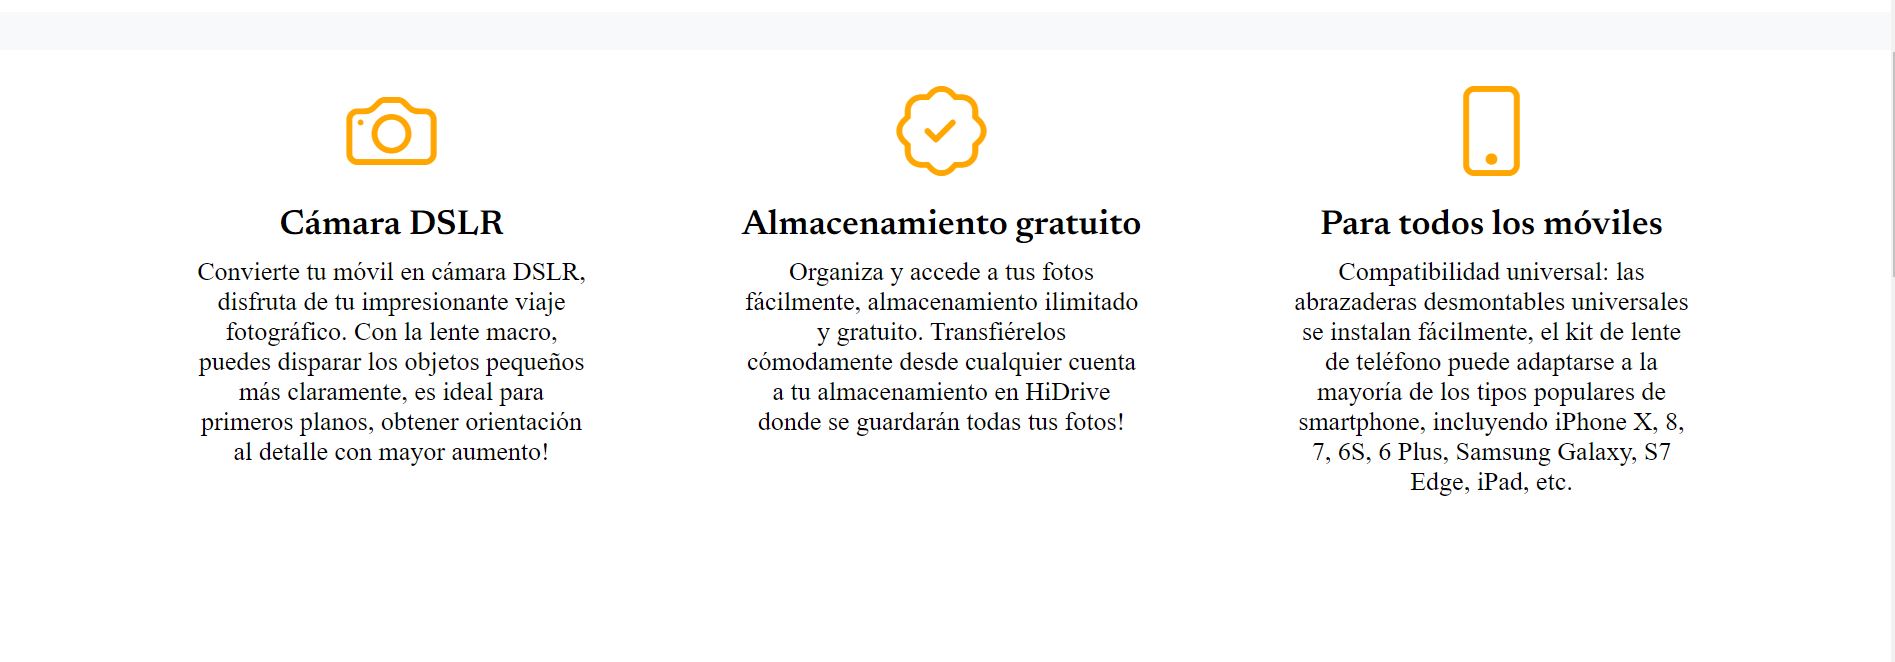 Cámara DSLR
Convierte tu móvil en cámara DSLR,
disfruta de tu impresionante viaje
fotográfico. Con la lente macro,
puedes disparar los objetos pequeños
más claramente, es ideal para
primeros planos, obtener orientación
al detalle con mayor aumento!
Almacenamiento gratuito
Organiza y accede a tus fotos
fácilmente, almacenamiento ilimitado
y gratuito. Transfiérelos
cómodamente desde cualquier cuenta
a tu almacenamiento en HiDrive
donde se guardarán todas tus fotos!
Para todos los móviles
Compatibilidad universal: las
abrazaderas desmontables universales
se instalan fácilmente, el kit de lente
de teléfono puede adaptarse a la
mayoría de los tipos populares de
smartphone, incluyendo iPhone X, 8,
7, 6S, 6 Plus, Samsung Galaxy, S7
Edge, iPad, etc.